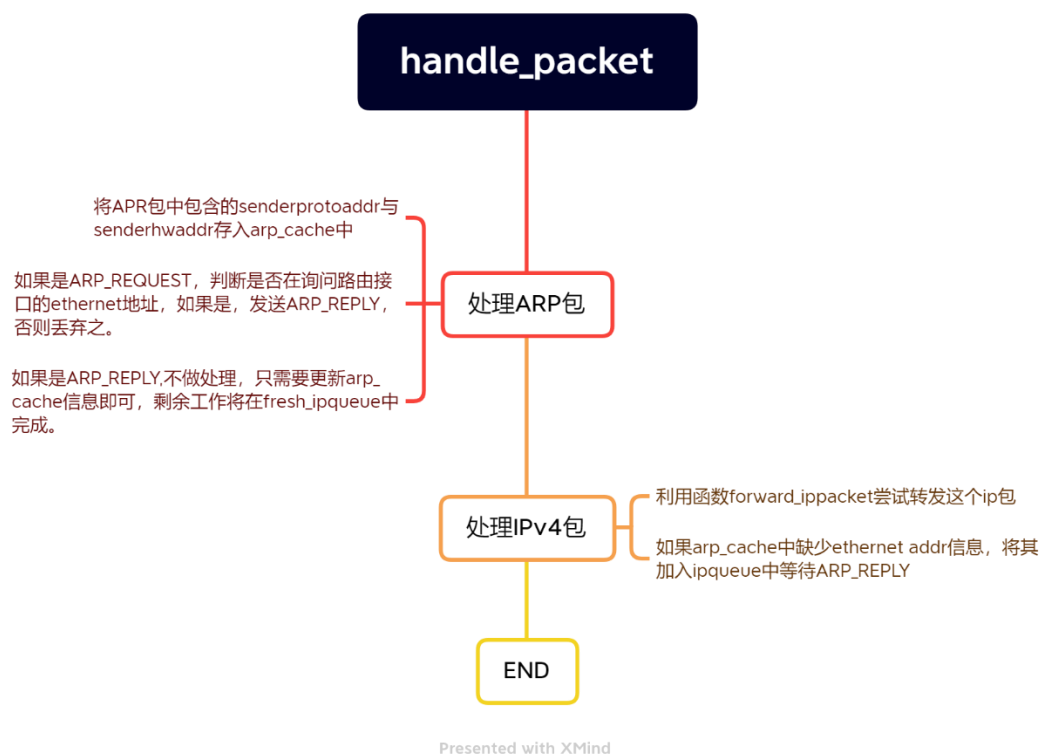 handle_packet
将APR包中包含的senderprotoaddr与
senderhwaddr存入arp_cache中
如果是ARP_REQUEST，判断是否在询问路由接
口的ethernet地址，如果是，发送ARP_REPLY，
否则丢弃之。
如果是ARP_REPLY,不做处理，只需要更新arp_
cache信息即可，剩余工作将在fresh_ipqueue中
完成。
处理ARP包
处理IPv4包
利用函数forward_ippacket尝试转发这个ip包
如果arp_cache中缺少ethernet addr信息，将其
加入ipqueue中等待ARP_REPLY
END
Presented with XMind